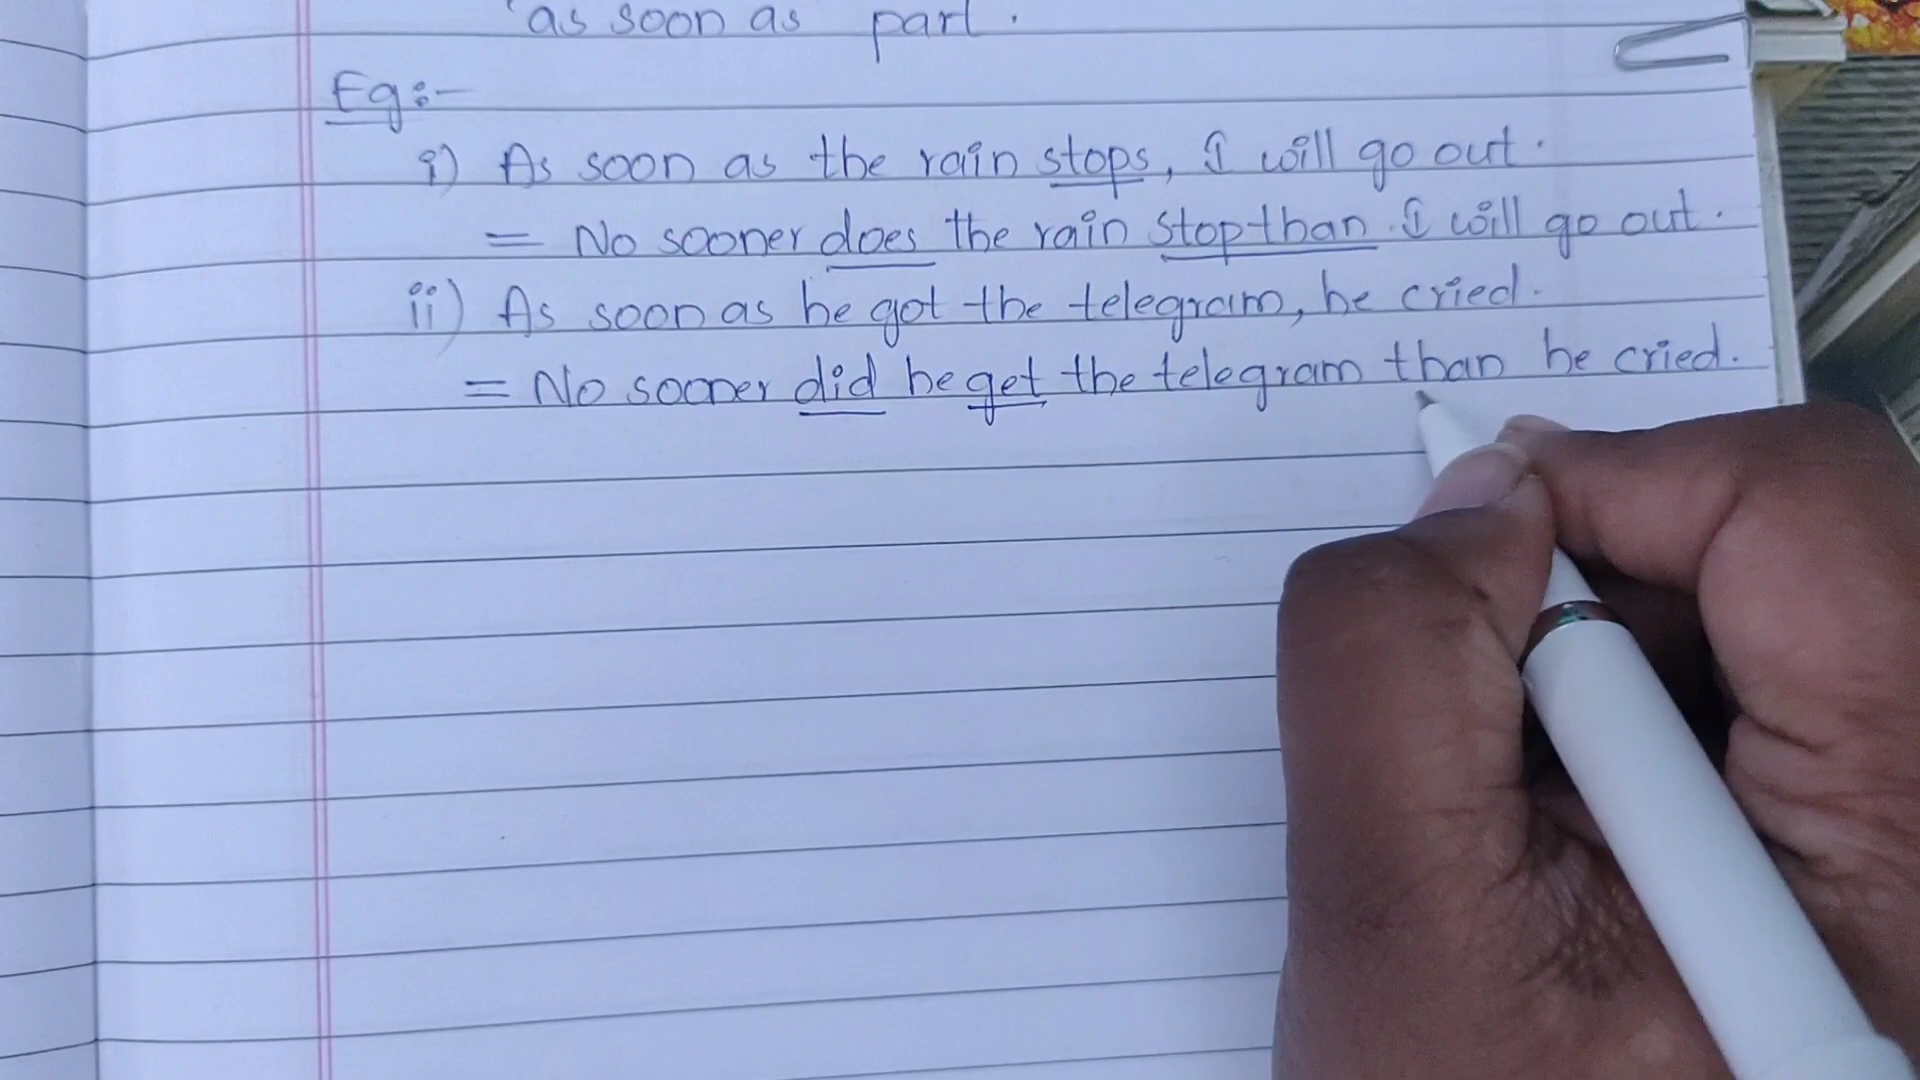 'as soon as part.
Eg:-
i) As soon as the rain stops, I will go out.
= No sooner does the rain stop than I will go out.
ii) As soon as he got the telegram, he cried.
= No sooner did he get the telegram than he cried.